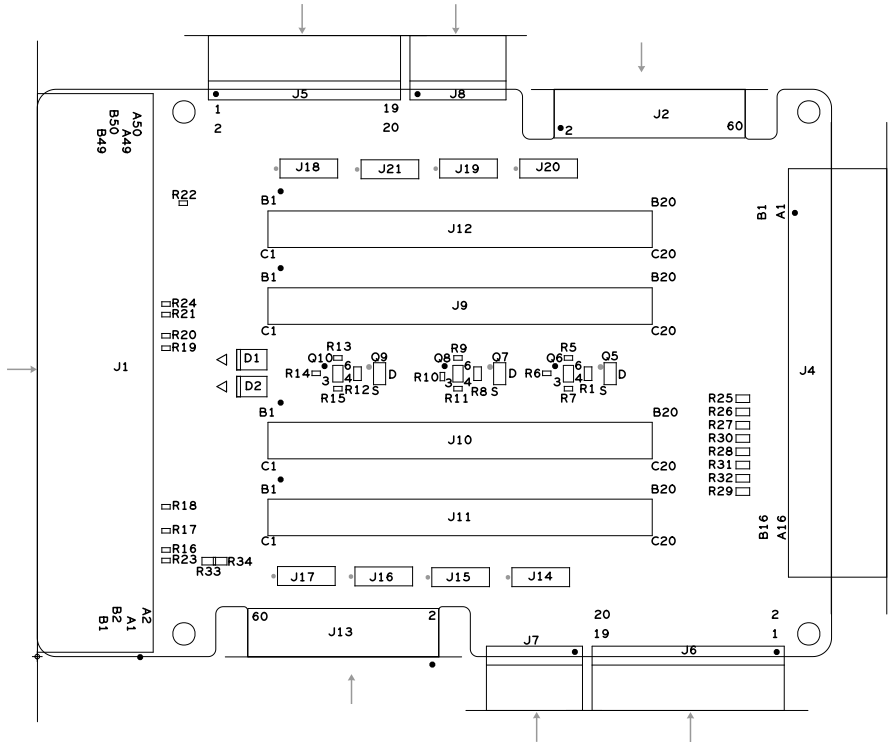 J5
J8
1
19
2
20
J2
2
60
A50
B50
A49
B49
J18
J21
J19
J20
R22
B1
B20
J12
C1
C20
B1
A1
B1
B20
J9
C1
C20
R24
R21
R20
R19
J1
D1
D2
R13
Q10
6
Q9
R14
3
4
D
R12
S
R15
R9
Q8
6
Q7
R10
3
4
D
R8
S
R11
R5
Q6
6
Q5
R6
3
4
D
R1
S
R7
J4
R25
R26
R27
R30
R28
R31
R32
R29
B1
B20
J10
C1
C20
B1
B20
J11
C1
C20
B16
A16
R18
R17
R16
R23
R34
R33
J17
J16
J15
J14
A2
B2
A1
B1
60
2
J13
20
2
19
1
J7
J6